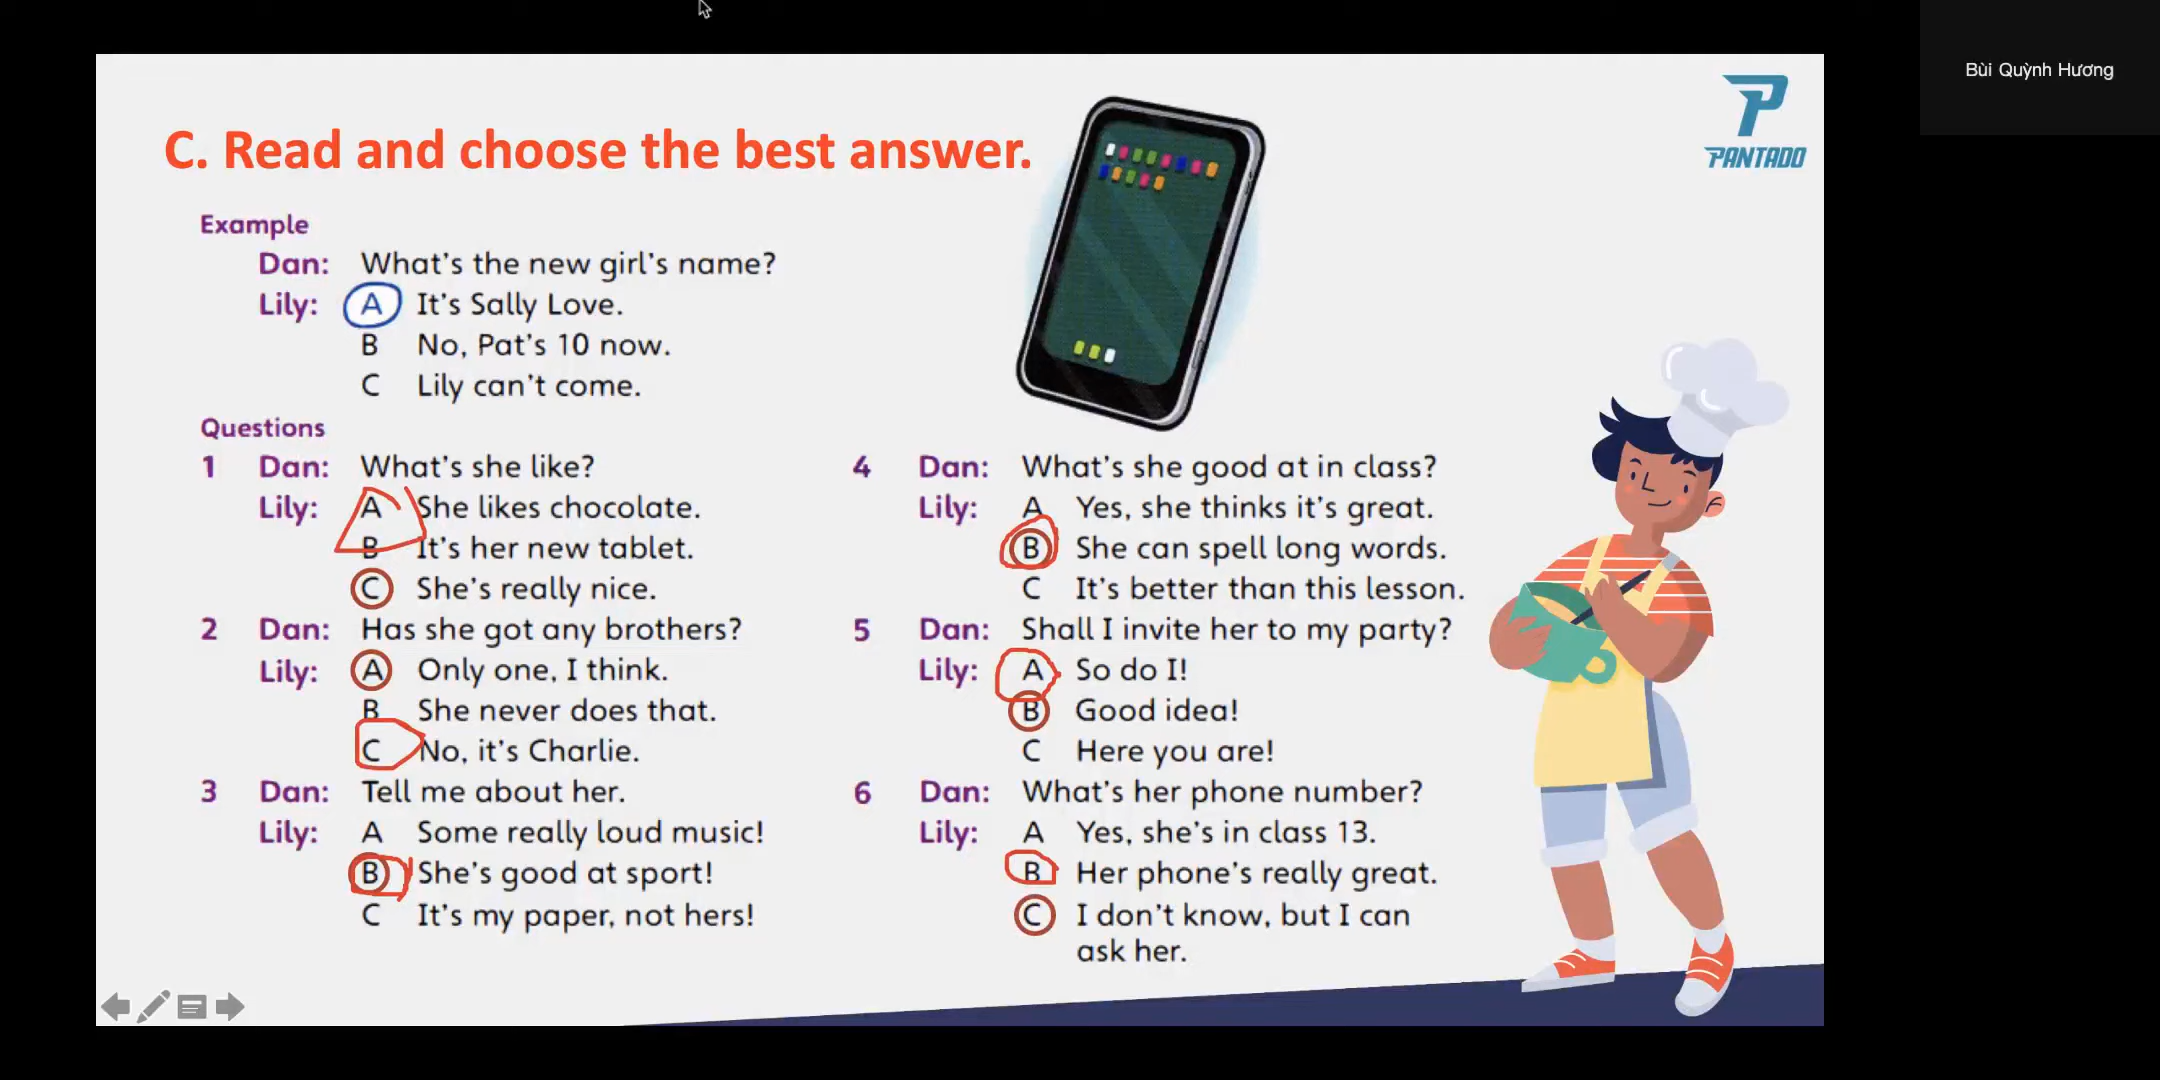 Bùi Quỳnh Hương
PANTADO
C. Read and choose the best answer.
Example
Dan: What's the new girl's name?
Lily: A It's Sally Love.
B No, Pat's 10 now.
C Lily can't come.
Questions
1 Dan: What's she like?
Lily: A She likes chocolate.
B It's her new tablet.
C She's really nice.
2 Dan: Has she got any brothers?
Lily: A Only one, I think.
B She never does that.
C No, it's Charlie.
3 Dan: Tell me about her.
Lily: A Some really loud music!
B She's good at sport!
C It's my paper, not hers!
4 Dan: What's she good at in class?
Lily: A Yes, she thinks it's great.
B She can spell long words.
C It's better than this lesson.
5 Dan: Shall I invite her to my party?
Lily: A So do I!
B Good idea!
C Here you are!
6 Dan: What's her phone number?
Lily: A Yes, she's in class 13.
B Her phone's really great.
C I don't know, but I can
ask her.